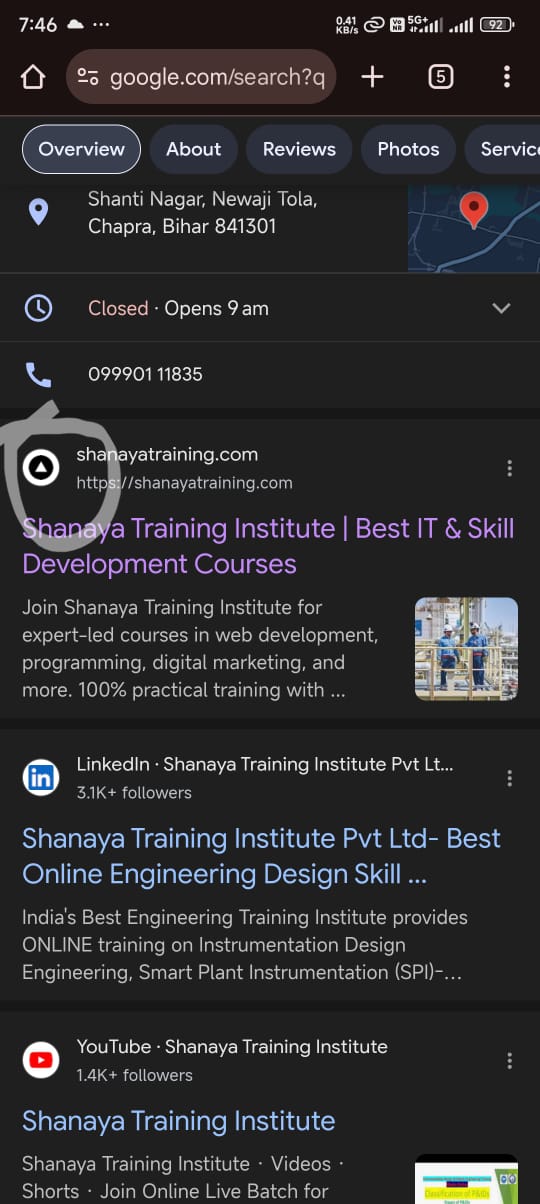 7:46 ...
0.41 KB/s Vo NR 5G+ 92
google.com/search?q 5
Overview About Reviews Photos Servic
Shanti Nagar, Newaji Tola,
Chapra, Bihar 841301
Closed · Opens 9 am
099901 11835
shanayatraining.com
https://shanayatraining.com
Shanaya Training Institute | Best IT & Skill
Development Courses
Join Shanaya Training Institute for
expert-led courses in web development,
programming, digital marketing, and
more. 100% practical training with ...
LinkedIn · Shanaya Training Institute Pvt Lt...
3.1K+ followers
Shanaya Training Institute Pvt Ltd- Best
Online Engineering Design Skill ...
India's Best Engineering Training Institute provides
ONLINE training on Instrumentation Design
Engineering, Smart Plant Instrumentation (SPI)-...
YouTube · Shanaya Training Institute
1.4K+ followers
Shanaya Training Institute
Shanaya Training Institute · Videos ·
Shorts · Join Online Live Batch for
Classification of P&IDs